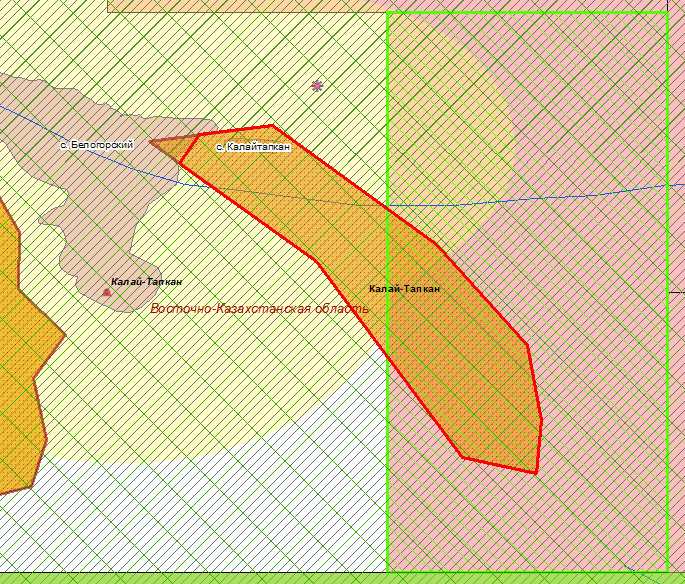 с. Белогорский
с. Калайтапкан
Калай-Тапкан
Калай-Тапкан
Восточно-Казахстанская область